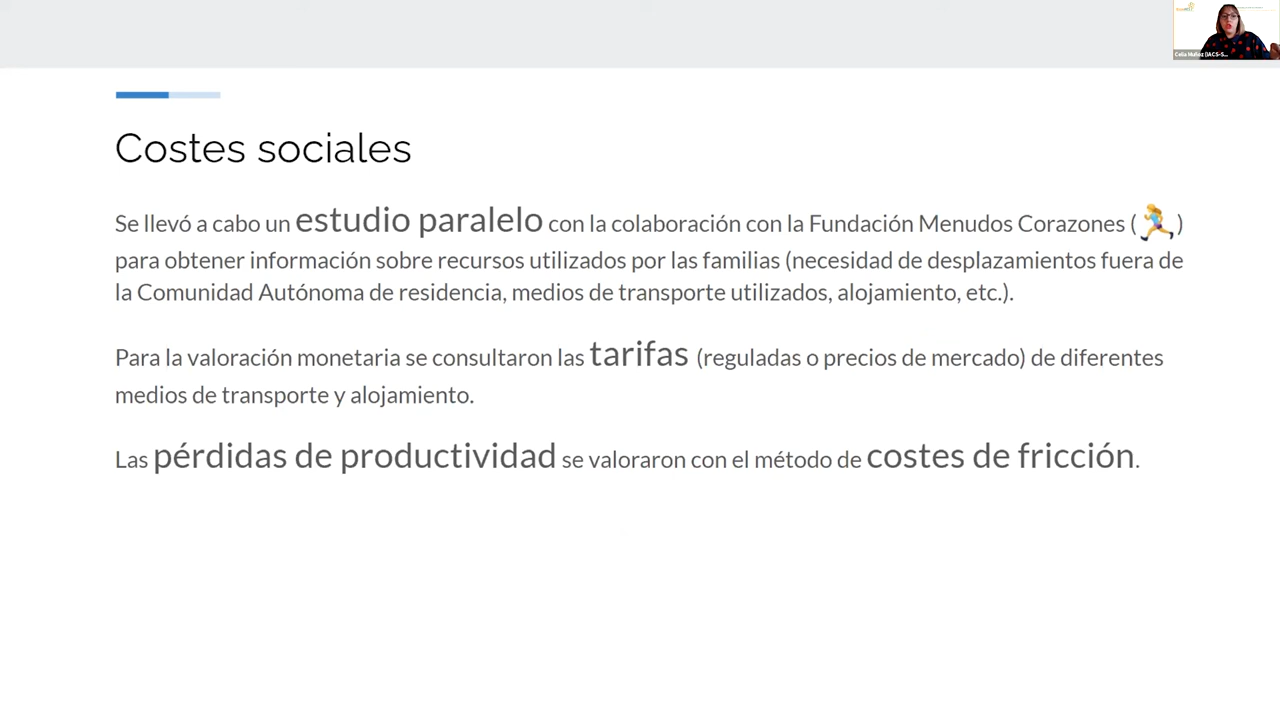 Celia Muñoz (IACS-S...
Costes sociales
Se llevó a cabo un estudio paralelo con la colaboración con la Fundación Menudos Corazones (🏃‍♀️)
para obtener información sobre recursos utilizados por las familias (necesidad de desplazamientos fuera de
la Comunidad Autónoma de residencia, medios de transporte utilizados, alojamiento, etc.).
Para la valoración monetaria se consultaron las tarifas (reguladas o precios de mercado) de diferentes
medios de transporte y alojamiento.
Las pérdidas de productividad se valoraron con el método de costes de fricción.